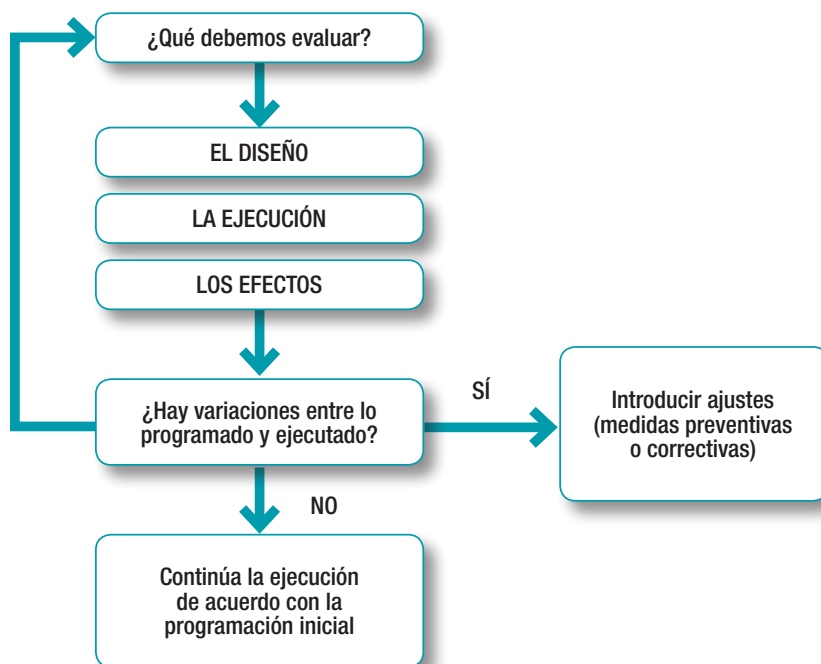 ¿Qué debemos evaluar?
EL DISEÑO
LA EJECUCIÓN
LOS EFECTOS
¿Hay variaciones entre lo
programado y ejecutado?
SÍ
Introducir ajustes
(medidas preventivas
o correctivas)
NO
Continúa la ejecución
de acuerdo con la
programación inicial